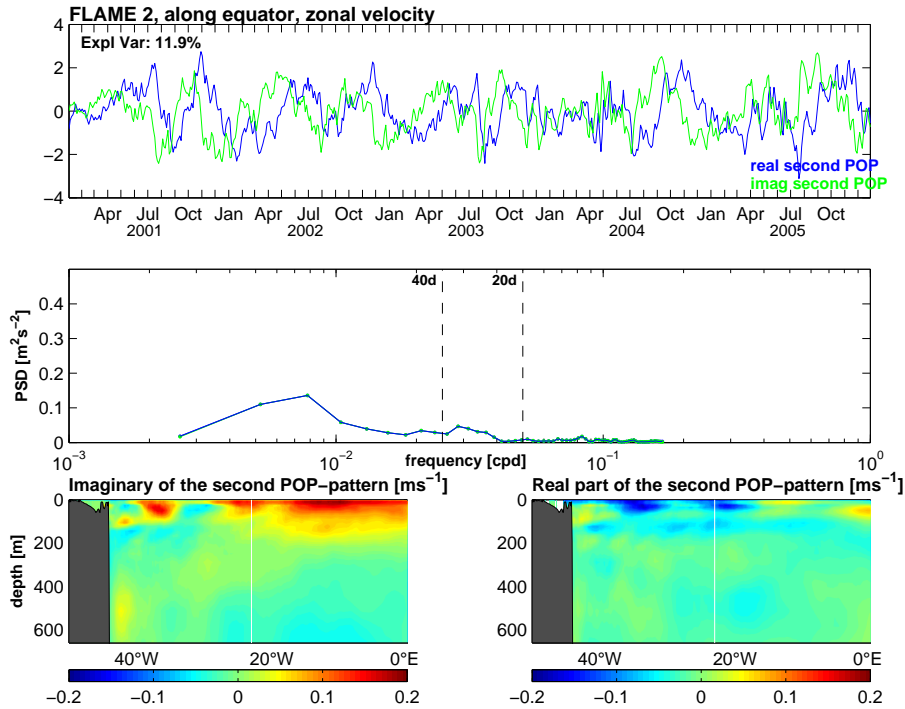 FLAME 2, along equator, zonal velocity
Expl Var: 11.9%
4
2
0
−2
−4
real second POP
imag second POP
Apr Jul Oct Jan Apr Jul Oct Jan Apr Jul Oct Jan Apr Jul Oct Jan Apr Jul Oct
2001 2002 2003 2004 2005
40d 20d
0.4
0.3
0.2
0.1
0
PSD [m²s⁻²]
10⁻³ 10⁻² 10⁻¹ 10⁰
frequency [cpd]
Imaginary of the second POP−pattern [ms⁻¹]
Real part of the second POP−pattern [ms⁻¹]
0
200
400
600
depth [m]
40°W 20°W 0°E
−0.2 −0.1 0 0.1 0.2
0
200
400
600
40°W 20°W 0°E
−0.2 −0.1 0 0.1 0.2